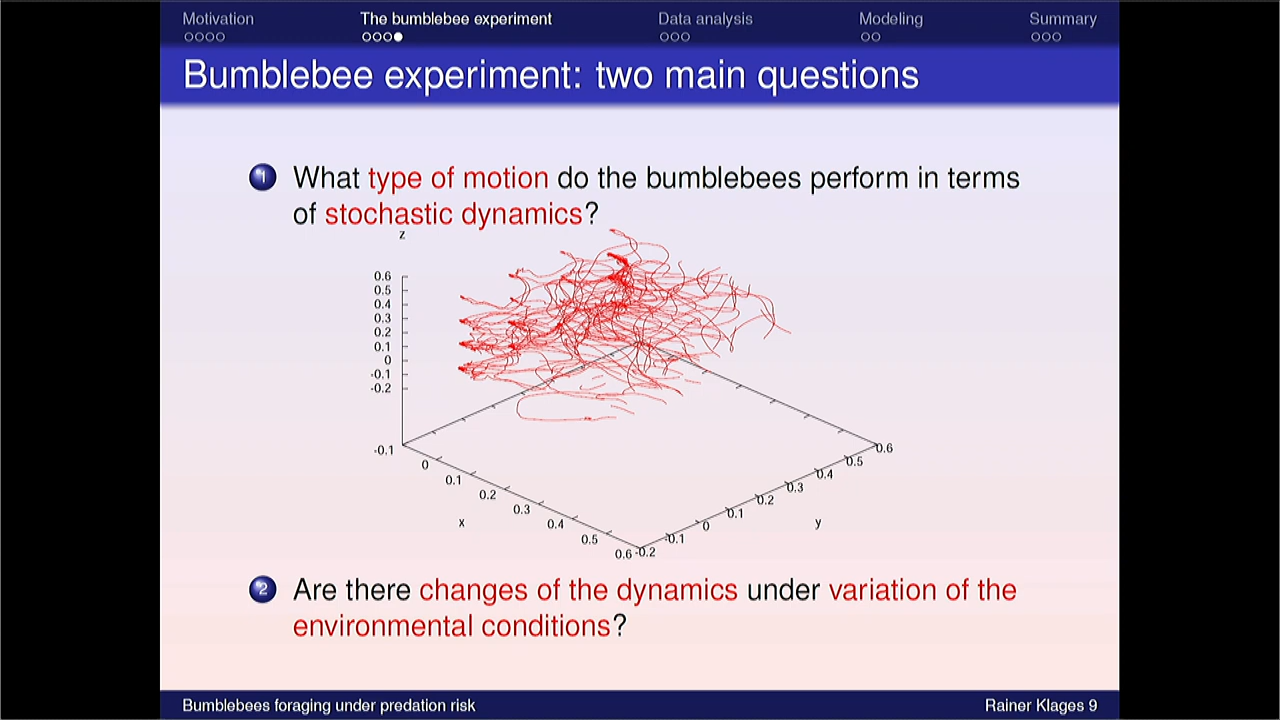 Motivation The bumblebee experiment Data analysis Modeling Summary
Bumblebee experiment: two main questions
1 What type of motion do the bumblebees perform in terms
of stochastic dynamics?
z
0.6
0.5
0.4
0.3
0.2
0.1
0
-0.1
-0.2
-0.1
0
0.1
0.2
0.3
0.4
0.5
0.6
x
-0.2
-0.1
0
0.1
0.2
0.3
0.4
0.5
0.6
y
2 Are there changes of the dynamics under variation of the
environmental conditions?
Bumblebees foraging under predation risk Rainer Klages 9